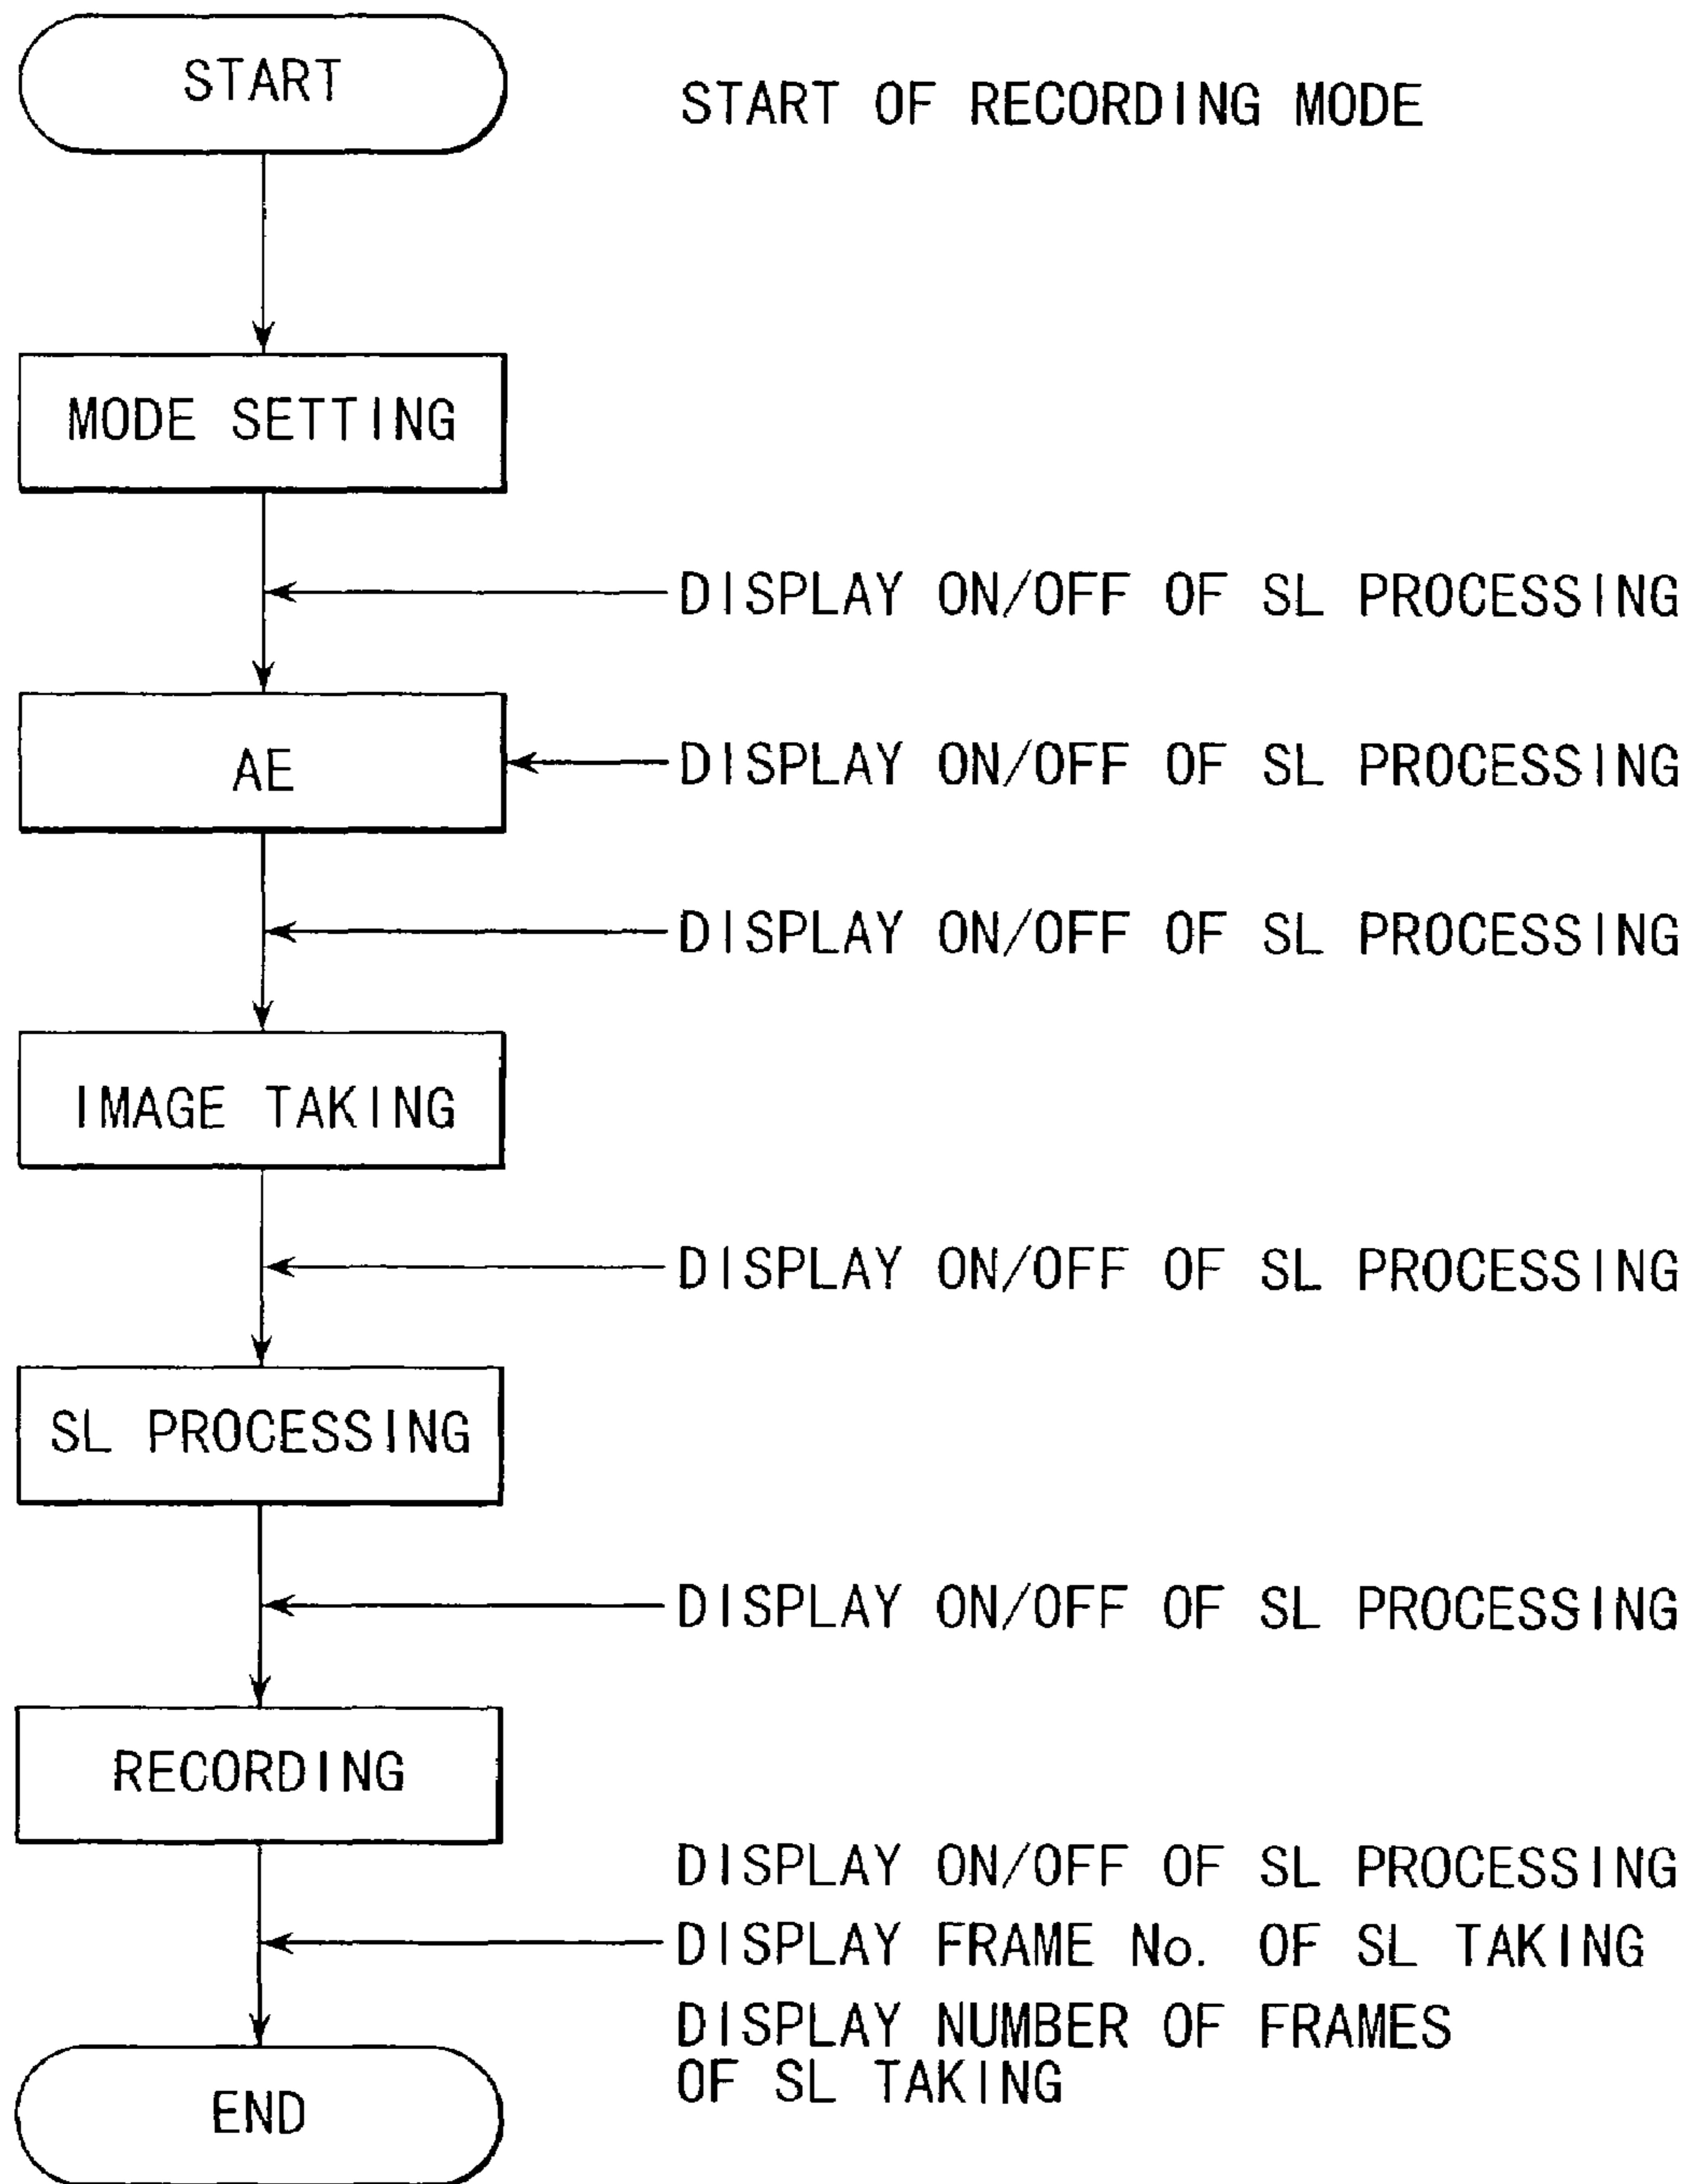 START
START OF RECORDING MODE
MODE SETTING
DISPLAY ON/OFF OF SL PROCESSING
AE
DISPLAY ON/OFF OF SL PROCESSING
DISPLAY ON/OFF OF SL PROCESSING
IMAGE TAKING
DISPLAY ON/OFF OF SL PROCESSING
SL PROCESSING
DISPLAY ON/OFF OF SL PROCESSING
RECORDING
DISPLAY ON/OFF OF SL PROCESSING
DISPLAY FRAME No. OF SL TAKING
DISPLAY NUMBER OF FRAMES
OF SL TAKING
END